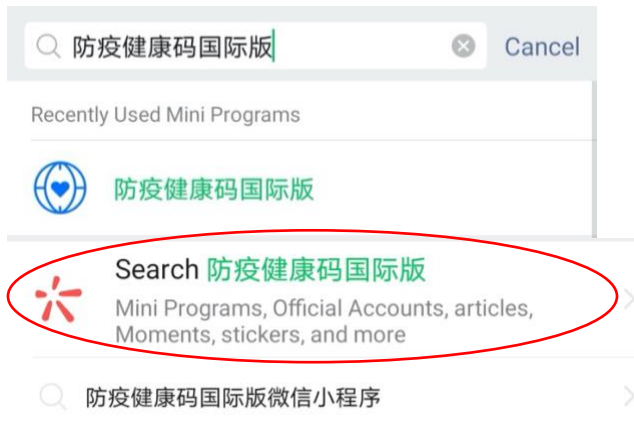 防疫健康码国际版 Cancel
Recently Used Mini Programs
防疫健康码国际版
Search 防疫健康码国际版
Mini Programs, Official Accounts, articles,
Moments, stickers, and more
防疫健康码国际版微信小程序